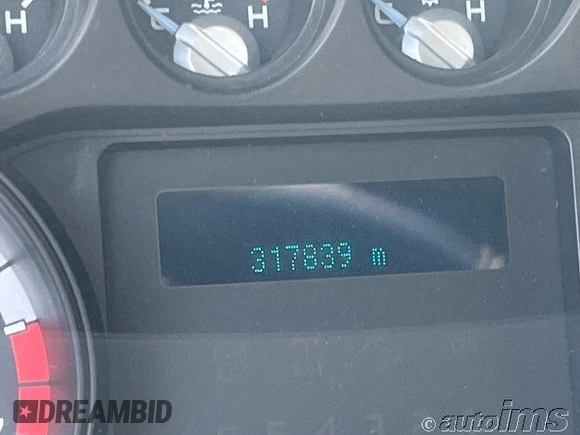 H C H C H
317839 m
DREAMBID
© autoims